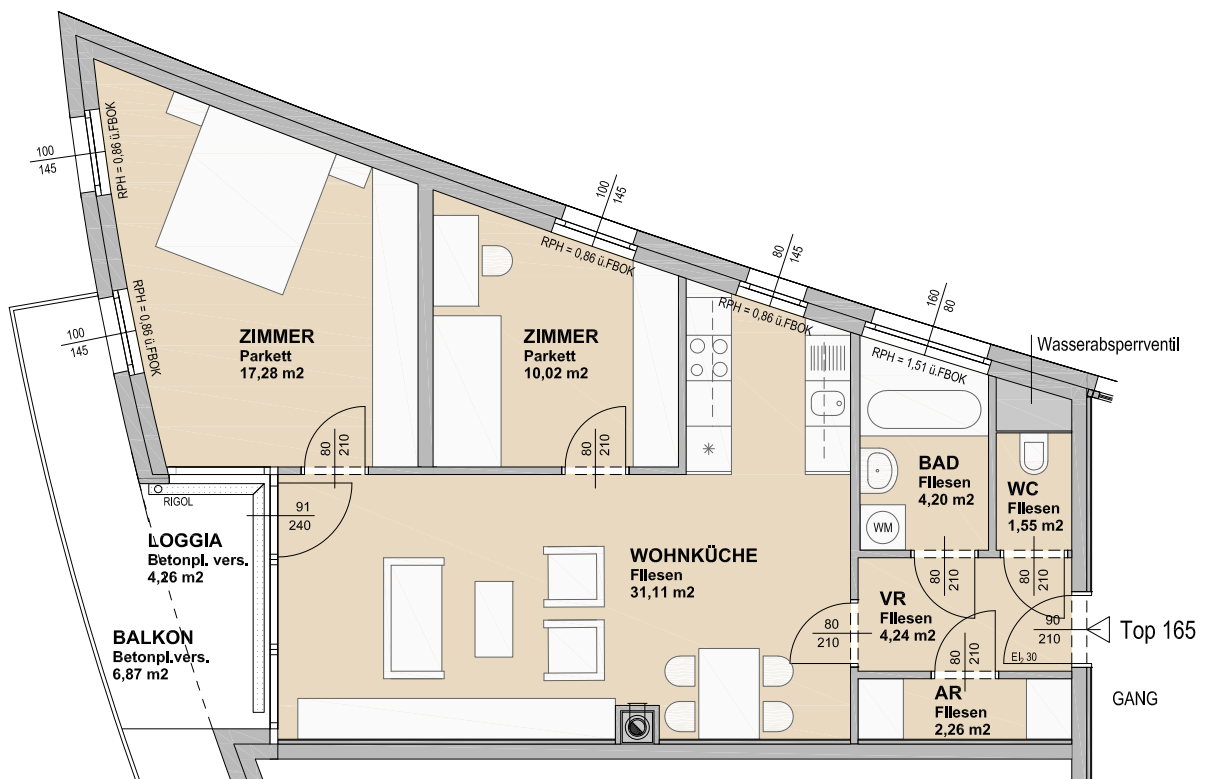 100
145
RPH = 0,86 ü.FBOK
100
145
RPH = 0,86 ü.FBOK
ZIMMER
Parkett
17,28 m2
80
210
100
145
RPH = 0,86 ü.FBOK
ZIMMER
Parkett
10,02 m2
80
210
80
145
RPH = 0,86 ü.FBOK
160
80
RPH = 1,51 ü.FBOK
Wasserabsperrventil
BAD
Fliesen
4,20 m2
WM
WC
Fliesen
1,55 m2
RIGOL
91
240
LOGGIA
Betonpl. vers.
4,26 m2
BALKON
Betonpl.vers.
6,87 m2
WOHNKÜCHE
Fliesen
31,11 m2
80
210
80
210
80
210
VR
Fliesen
4,24 m2
90
210
EI₂ 30
Top 165
80
210
AR
Fliesen
2,26 m2
GANG